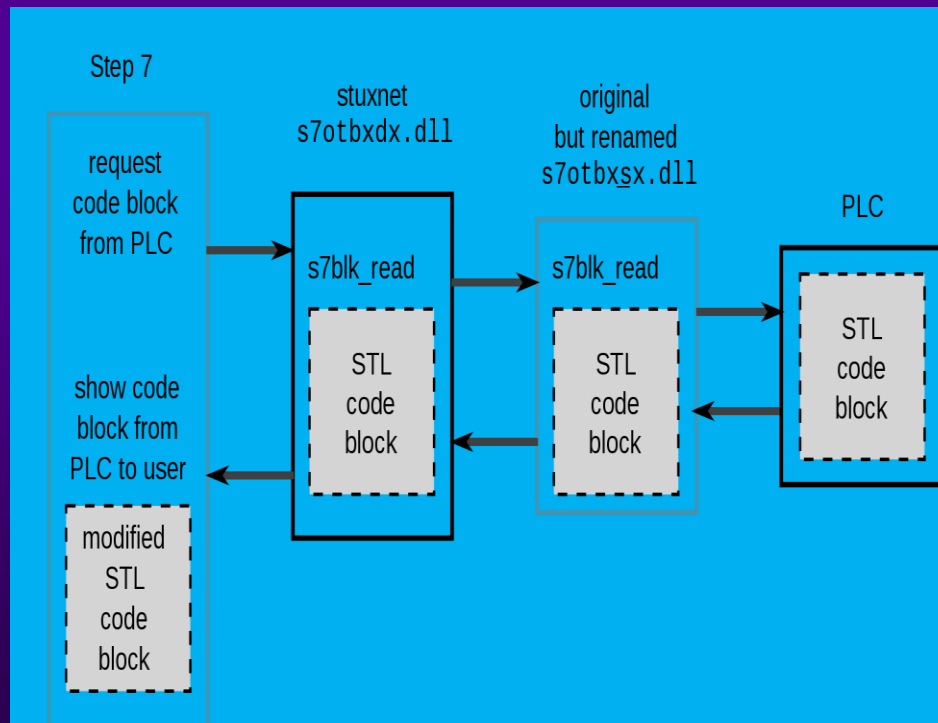 Step 7
request
code block
from PLC
show code
block from
PLC to user
modified
STL
code
block
stuxnet
s7otbxdx.dll
s7blk_read
STL
code
block
original
but renamed
s7otbxsx.dll
s7blk_read
STL
code
block
PLC
STL
code
block